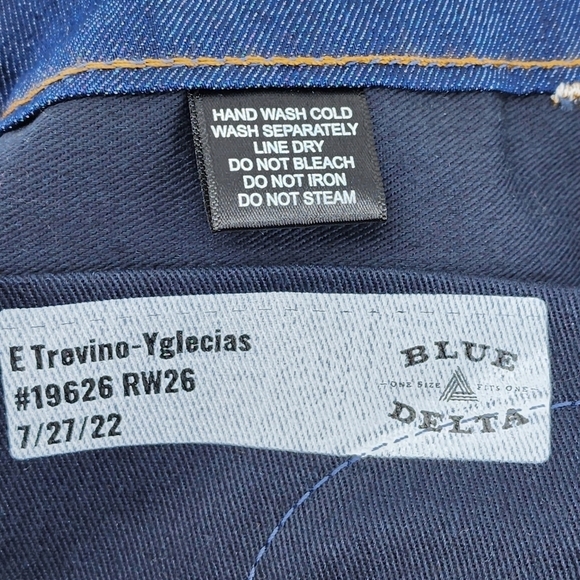 HAND WASH COLD
WASH SEPARATELY
LINE DRY
DO NOT BLEACH
DO NOT IRON
DO NOT STEAM
E Trevino-Yglecias
#19626 RW26
7/27/22
BLUE
ONE SIZE FITS ONE
DELTA